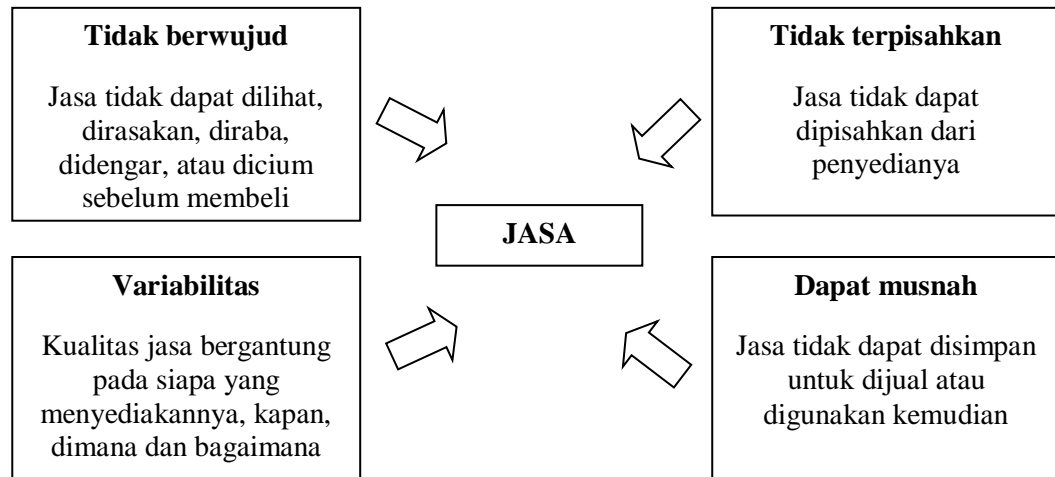 Tidak berwujud
Jasa tidak dapat dilihat,
dirasakan, diraba,
didengar, atau dicium
sebelum membeli
Tidak terpisahkan
Jasa tidak dapat
dipisahkan dari
penyedianya
JASA
Variabilitas
Kualitas jasa bergantung
pada siapa yang
menyediakannya, kapan,
dimana dan bagaimana
Dapat musnah
Jasa tidak dapat disimpan
untuk dijual atau
digunakan kemudian